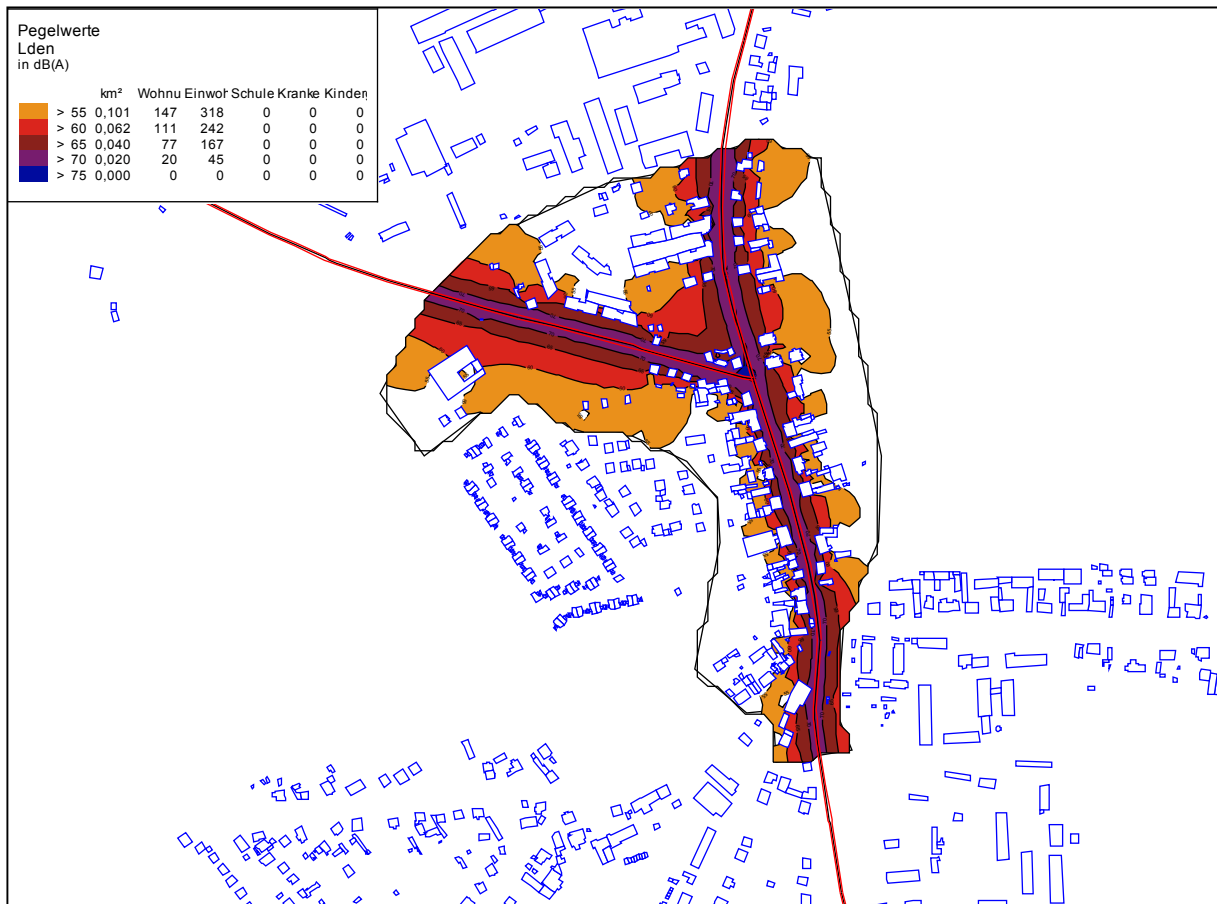 Pegelwerte
Lden
in dB(A)
km² Wohnu Einwoh Schule Kranke Kinder
> 55 0,101 147 318 0 0 0
> 60 0,062 111 242 0 0 0
> 65 0,040 77 167 0 0 0
> 70 0,020 20 45 0 0 0
> 75 0,000 0 0 0 0 0